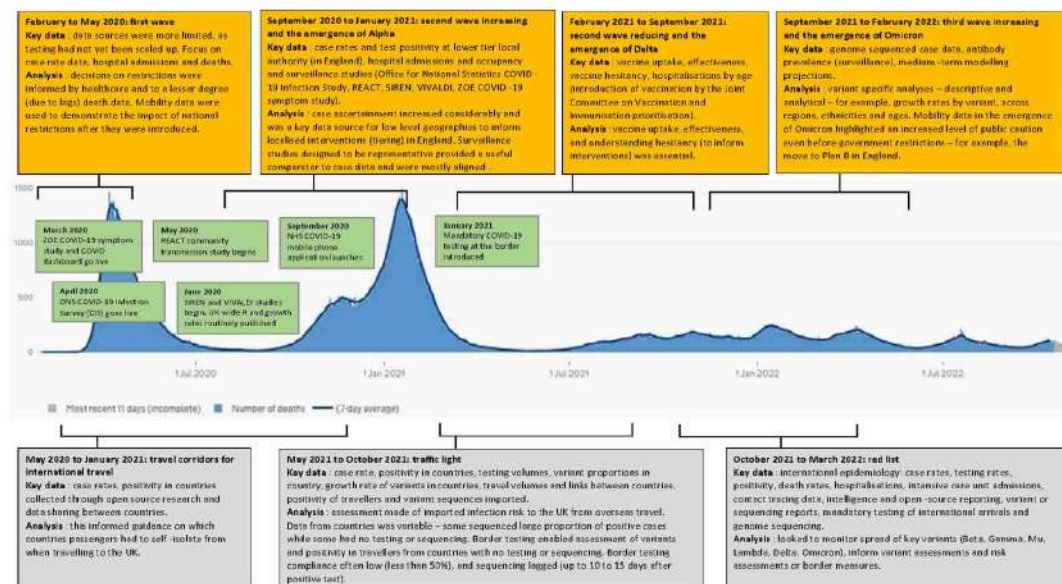 February to May 2020: first wave
Key data : data sources were more limited, as
testing had not yet been scaled up. Focus on
case rate data, hospital admissions and deaths.
Analysis : decisions on restrictions were
informed by healthcare and to a lesser degree
(due to lags) death data. Mobility data were
used to demonstrate the impact of national
restrictions after they were introduced.
September 2020 to January 2021: second wave increasing
and the emergence of Alpha
Key data : case rates and test positivity at lower tier local
authority (in England), hospital admissions and occupancy
and surveillance studies (Office for National Statistics COVID -
19 Infection Study, REACT, SIREN, VIVALDI, ZOE COVID -19
symptom study).
Analysis : case ascertainment increased considerably and
was a key data source for low level geographies to inform
localised interventions (tiering) in England. Surveillance
studies designed to be representative provided a useful
comparator to case data and were mostly aligned .
February 2021 to September 2021:
second wave reducing and the
emergence of Delta
Key data : vaccine uptake, effectiveness,
vaccine hesitancy, hospitalisations by age
(introduction of vaccination by the Joint
Committee on Vaccination and
Immunisation prioritisation).
Analysis : vaccine uptake, effectiveness,
and understanding hesitancy (to inform
interventions) was essential.
September 2021 to February 2022: third wave increasing
and the emergence of Omicron
Key data : genome sequenced case data, antibody
prevalence (surveillance), medium -term modelling
projections.
Analysis : variant specific analyses – descriptive and
analytical – for example, growth rates by variant, across
regions, ethnicities and ages. Mobility data in the emergence
of Omicron highlighted an increased level of public caution
even before government restrictions – for example, the
move to Plan B in England.
1500
1000
500
0
March 2020
ZOE COVID-19 symptom
study and COVID
dashboard go live
April 2020
ONS COVID-19 Infection
Survey (CIS) goes live
May 2020
REACT community
transmission study begins
June 2020
SIREN and VIVALDI studies
begin, UK-wide R and growth
rates routinely published
September 2020
NHS COVID-19
mobile phone
application launches
January 2021
Mandatory COVID-19
testing at the border
introduced
1 Jul 2020
1 Jan 2021
1 Jul 2021
1 Jan 2022
1 Jul 2022
Most recent 11 days (incomplete)
Number of deaths
(7-day average)
May 2020 to January 2021: travel corridors for
international travel
Key data : case rates, positivity in countries
collected through open source research and
data sharing between countries.
Analysis : this informed guidance on which
countries passengers had to self -isolate from
when travelling to the UK.
May 2021 to October 2021: traffic light
Key data : case rate, positivity in countries, testing volumes, variant proportions in
country, growth rate of variants in countries, travel volumes and links between countries,
positivity of travellers and variant sequences imported.
Analysis : assessment made of imported infection risk to the UK from overseas travel.
Data from countries was variable – some sequenced large proportion of positive cases
while some had no testing or sequencing. Border testing enabled assessment of variants
and positivity in travellers from countries with no testing or sequencing. Border testing
compliance often low (less than 50%), and sequencing lagged (up to 10 to 15 days after
positive test).
October 2021 to March 2022: red list
Key data : international epidemiology: case rates, testing rates,
positivity, death rates, hospitalisations, intensive care unit admissions,
contact tracing data, intelligence and open -source reporting, variant or
sequencing reports, mandatory testing of international arrivals and
genome sequencing.
Analysis : looked to monitor spread of key variants (Beta, Gamma, Mu,
Lambda, Delta, Omicron), inform variant assessments and risk
assessments or border measures.